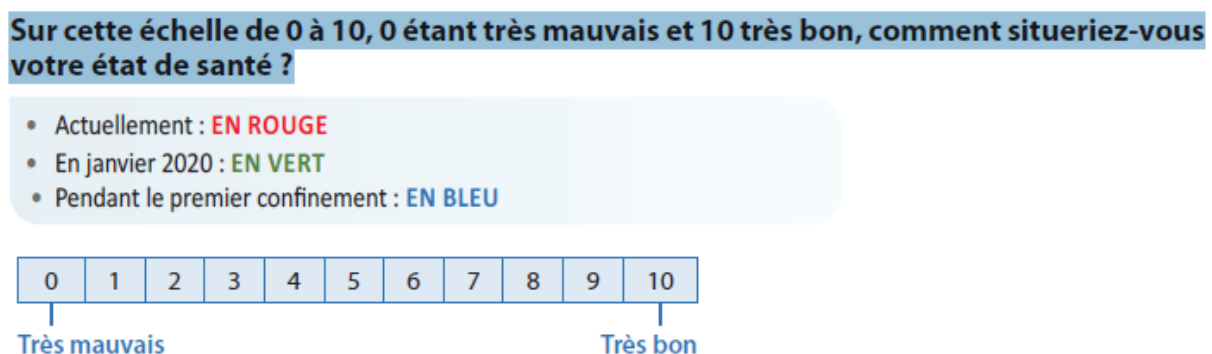 Sur cette échelle de 0 à 10, 0 étant très mauvais et 10 très bon, comment situeriez-vous
votre état de santé ?
• Actuellement : EN ROUGE
• En janvier 2020 : EN VERT
• Pendant le premier confinement : EN BLEU
0 1 2 3 4 5 6 7 8 9 10
Très mauvais Très bon